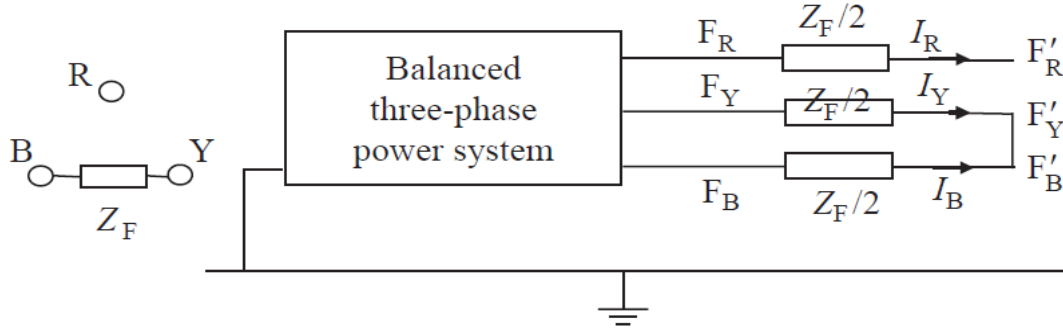 R
B
Y
Z_F
Balanced
three-phase
power system
F_R
Z_F/2
I_R
F'_R
F_Y
Z_F/2
I_Y
F'_Y
F_B
Z_F/2
I_B
F'_B